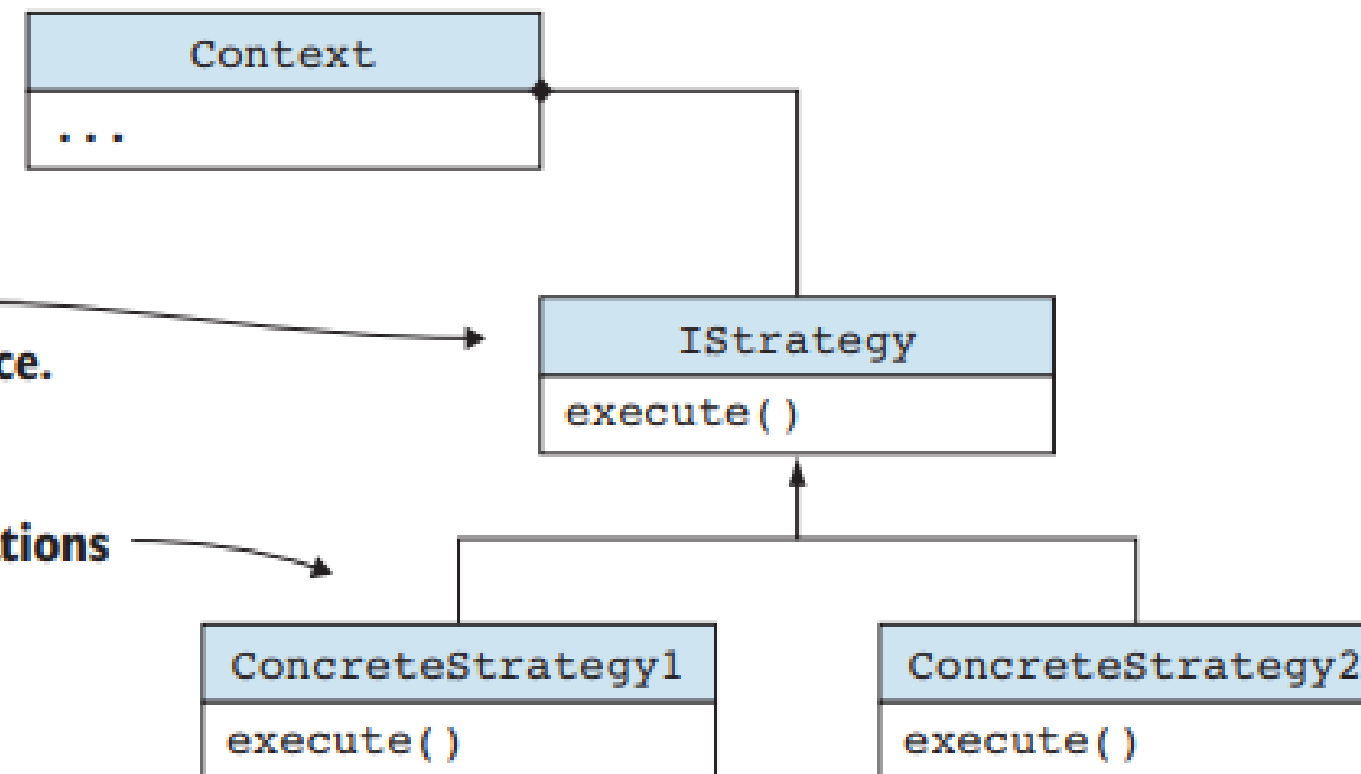 Context
...
ce.
IStrategy
execute()
tions
ConcreteStrategy1
ConcreteStrategy2
execute()
execute()